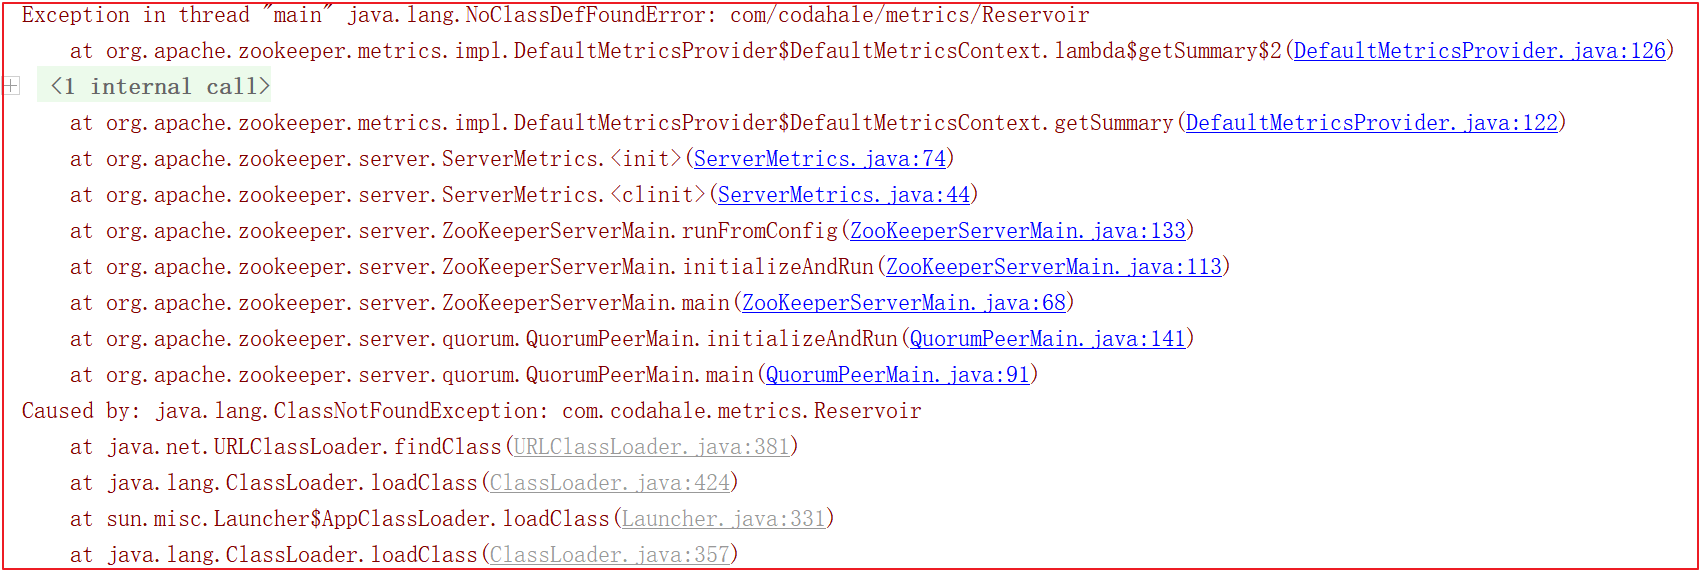 Exception in thread "main" java.lang.NoClassDefFoundError: com/codahale/metrics/Reservoir
at org.apache.zookeeper.metrics.impl.DefaultMetricsProvider$DefaultMetricsContext.lambda$getSummary$2(DefaultMetricsProvider.java:126)
<1 internal call>
at org.apache.zookeeper.metrics.impl.DefaultMetricsProvider$DefaultMetricsContext.getSummary(DefaultMetricsProvider.java:122)
at org.apache.zookeeper.server.ServerMetrics.<init>(ServerMetrics.java:74)
at org.apache.zookeeper.server.ServerMetrics.<clinit>(ServerMetrics.java:44)
at org.apache.zookeeper.server.ZooKeeperServerMain.runFromConfig(ZooKeeperServerMain.java:133)
at org.apache.zookeeper.server.ZooKeeperServerMain.initializeAndRun(ZooKeeperServerMain.java:113)
at org.apache.zookeeper.server.ZooKeeperServerMain.main(ZooKeeperServerMain.java:68)
at org.apache.zookeeper.server.quorum.QuorumPeerMain.initializeAndRun(QuorumPeerMain.java:141)
at org.apache.zookeeper.server.quorum.QuorumPeerMain.main(QuorumPeerMain.java:91)
Caused by: java.lang.ClassNotFoundException: com.codahale.metrics.Reservoir
at java.net.URLClassLoader.findClass(URLClassLoader.java:381)
at java.lang.ClassLoader.loadClass(ClassLoader.java:424)
at sun.misc.Launcher$AppClassLoader.loadClass(Launcher.java:331)
at java.lang.ClassLoader.loadClass(ClassLoader.java:357)